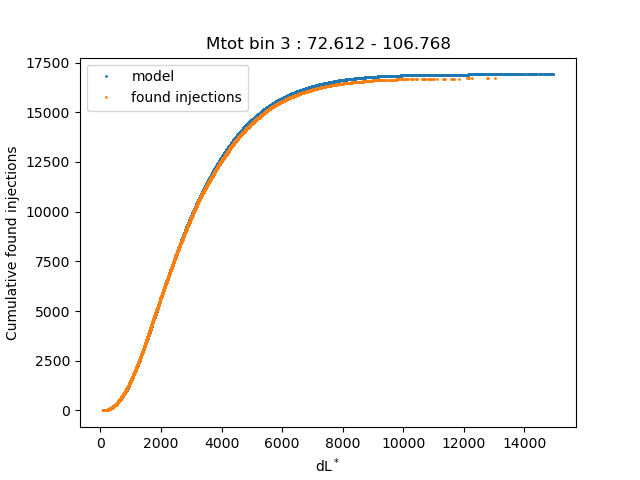 Mtot bin 3 : 72.612 - 106.768
model
found injections
Cumulative found injections
17500
15000
12500
10000
7500
5000
2500
0
0 2000 4000 6000 8000 10000 12000 14000
dL*